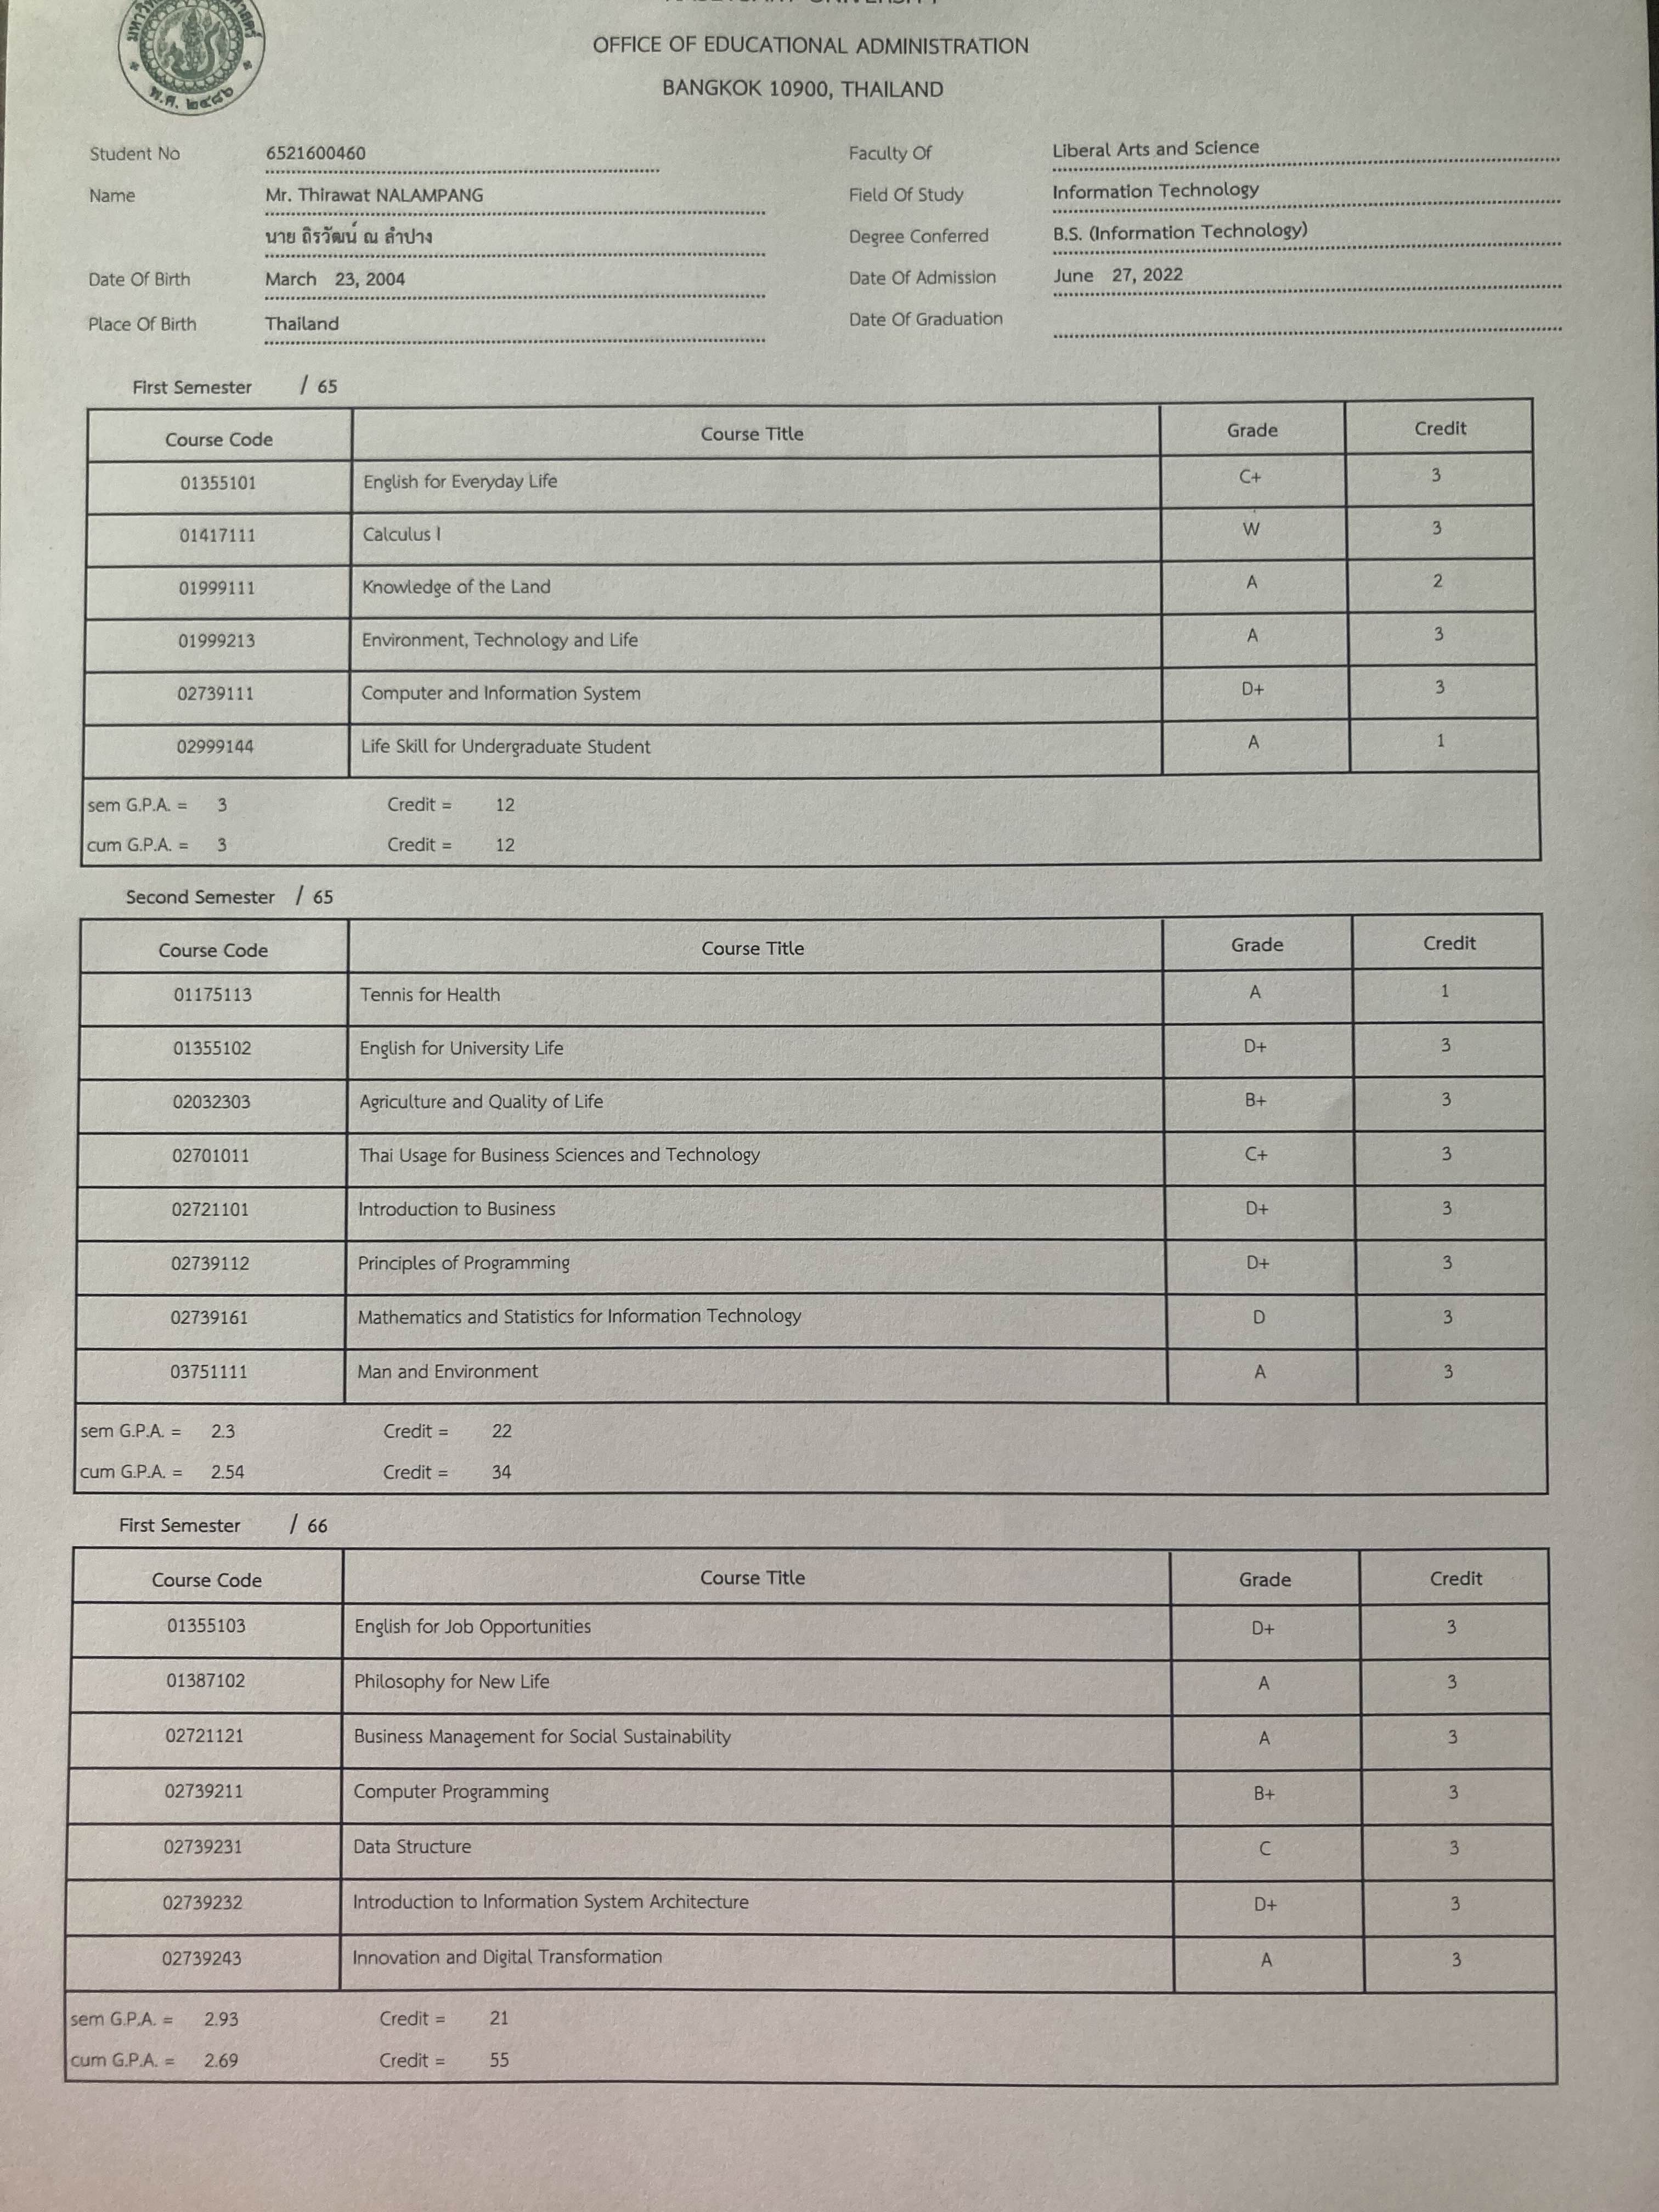 OFFICE OF EDUCATIONAL ADMINISTRATION
BANGKOK 10900, THAILAND
พ.ศ. ๒๔๘๖
Student No 6521600460 Faculty Of Liberal Arts and Science
Name Mr. Thirawat NALAMPANG Field Of Study Information Technology
นาย ถิรวัฒน์ ณ ลำปาง Degree Conferred B.S. (Information Technology)
Date Of Birth March 23, 2004 Date Of Admission June 27, 2022
Place Of Birth Thailand Date Of Graduation
First Semester / 65
Course Code Course Title Grade Credit
01355101 English for Everyday Life C+ 3
01417111 Calculus I W 3
01999111 Knowledge of the Land A 2
01999213 Environment, Technology and Life A 3
02739111 Computer and Information System D+ 3
02999144 Life Skill for Undergraduate Student A 1
sem G.P.A. = 3 Credit = 12
cum G.P.A. = 3 Credit = 12
Second Semester / 65
Course Code Course Title Grade Credit
01175113 Tennis for Health A 1
01355102 English for University Life D+ 3
02032303 Agriculture and Quality of Life B+ 3
02701011 Thai Usage for Business Sciences and Technology C+ 3
02721101 Introduction to Business D+ 3
02739112 Principles of Programming D+ 3
02739161 Mathematics and Statistics for Information Technology D 3
03751111 Man and Environment A 3
sem G.P.A. = 2.3 Credit = 22
cum G.P.A. = 2.54 Credit = 34
First Semester / 66
Course Code Course Title Grade Credit
01355103 English for Job Opportunities D+ 3
01387102 Philosophy for New Life A 3
02721121 Business Management for Social Sustainability A 3
02739211 Computer Programming B+ 3
02739231 Data Structure C 3
02739232 Introduction to Information System Architecture D+ 3
02739243 Innovation and Digital Transformation A 3
sem G.P.A. = 2.93 Credit = 21
cum G.P.A. = 2.69 Credit = 55